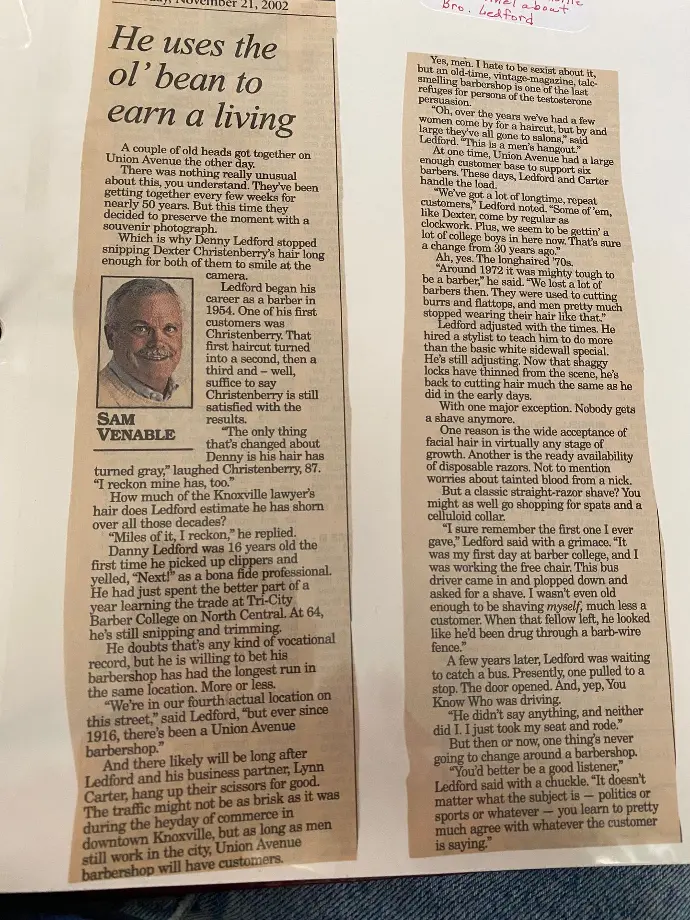 November 21, 2002
about
Bro. Ledford
He uses the
ol' bean to
earn a living
A couple of old heads got together on
Union Avenue the other day.
There was nothing really unusual
about this, you understand. They've been
getting together every few weeks for
nearly 50 years. But this time they
decided to preserve the moment with a
souvenir photograph.
Which is why Denny Ledford stopped
snipping Dexter Christenberry's hair long
enough for both of them to smile at the
camera.
Ledford began his
career as a barber in
1954. One of his first
customers was
Christenberry. That
first haircut turned
into a second, then a
third and – well,
suffice to say
Christenberry is still
satisfied with the
results.
"The only thing
that's changed about
Denny is his hair has
turned gray," laughed Christenberry, 87.
"I reckon mine has, too."
How much of the Knoxville lawyer's
hair does Ledford estimate he has shorn
over all those decades?
"Miles of it, I reckon," he replied.
Danny Ledford was 16 years old the
first time he picked up clippers and
yelled, "Next!" as a bona fide professional.
He had just spent the better part of a
year learning the trade at Tri-City
Barber College on North Central. At 64,
he's still snipping and trimming.
He doubts that's any kind of vocational
record, but he is willing to bet his
barbershop has had the longest run in
the same location. More or less.
"We're in our fourth actual location on
this street," said Ledford, "but ever since
1916, there's been a Union Avenue
barbershop."
And there likely will be long after
Ledford and his business partner, Lynn
Carter, hang up their scissors for good.
The traffic might not be as brisk as it was
during the heyday of commerce in
downtown Knoxville, but as long as men
still work in the city, Union Avenue
barbershop will have customers.
SAM
VENABLE
Yes, men. I hate to be sexist about it,
but an old-time, vintage-magazine, talc-
smelling barbershop is one of the last
refuges for persons of the testosterone
persuasion.
"Oh, over the years we've had a few
women come by for a haircut, but by and
large they've all gone to salons," said
Ledford. "This is a men's hangout."
At one time, Union Avenue had a large
enough customer base to support six
barbers. These days, Ledford and Carter
handle the load.
"We've got a lot of longtime, repeat
customers," Ledford noted. "Some of 'em,
like Dexter, come by regular as
clockwork. Plus, we seem to be gettin' a
lot of college boys in here now. That's sure
a change from 30 years ago."
Ah, yes. The longhaired '70s.
"Around 1972 it was mighty tough to
be a barber," he said. "We lost a lot of
barbers then. They were used to cutting
burrs and flattops, and men pretty much
stopped wearing their hair like that."
Ledford adjusted with the times. He
hired a stylist to teach him to do more
than the basic white sidewall special.
He's still adjusting. Now that shaggy
locks have thinned from the scene, he's
back to cutting hair much the same as he
did in the early days.
With one major exception. Nobody gets
a shave anymore.
One reason is the wide acceptance of
facial hair in virtually any stage of
growth. Another is the ready availability
of disposable razors. Not to mention
worries about tainted blood from a nick.
But a classic straight-razor shave? You
might as well go shopping for spats and a
celluloid collar.
"I sure remember the first one I ever
gave," Ledford said with a grimace. "It
was my first day at barber college, and I
was working the free chair. This bus
driver came in and plopped down and
asked for a shave. I wasn't even old
enough to be shaving myself, much less a
customer. When that fellow left, he looked
like he'd been drug through a barb-wire
fence."
A few years later, Ledford was waiting
to catch a bus. Presently, one pulled to a
stop. The door opened. And, yep, You
Know Who was driving.
"He didn't say anything, and neither
did I. I just took my seat and rode."
But then or now, one thing's never
going to change around a barbershop.
"You'd better be a good listener,"
Ledford said with a chuckle. "It doesn't
matter what the subject is — politics or
sports or whatever — you learn to pretty
much agree with whatever the customer
is saying."